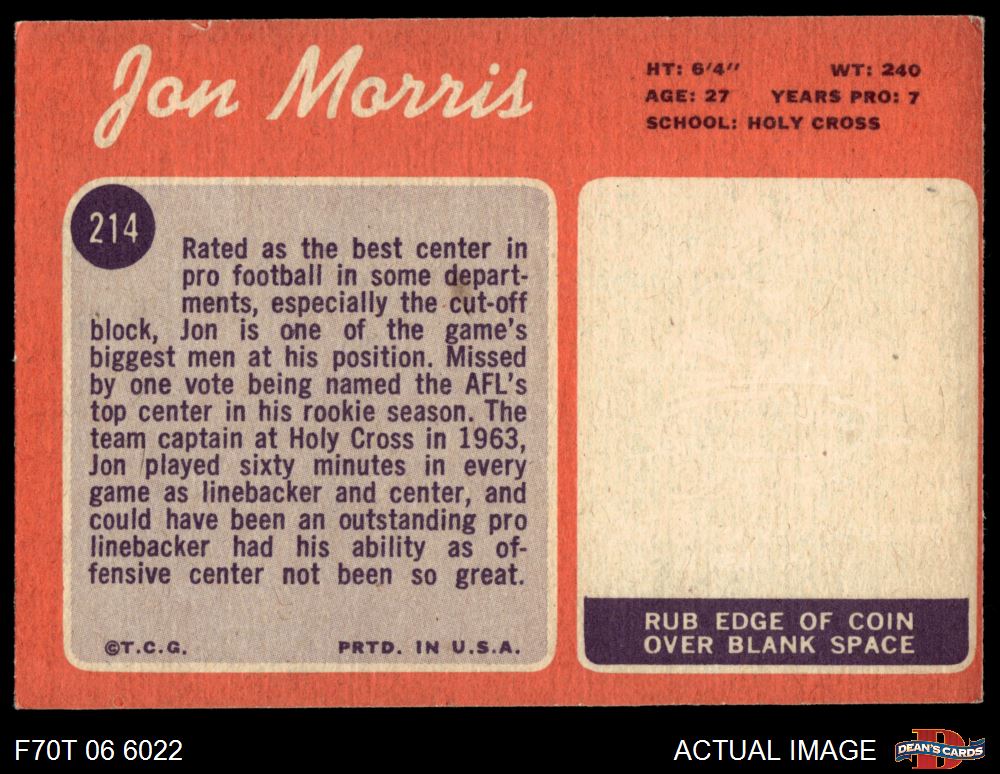 Jon Morris
HT: 6'4" WT: 240
AGE: 27 YEARS PRO: 7
SCHOOL: HOLY CROSS
214
Rated as the best center in
pro football in some depart-
ments, especially the cut-off
block, Jon is one of the game's
biggest men at his position. Missed
by one vote being named the AFL's
top center in his rookie season. The
team captain at Holy Cross in 1963,
Jon played sixty minutes in every
game as linebacker and center, and
could have been an outstanding pro
linebacker had his ability as of-
fensive center not been so great.
©T.C.G. PRTD. IN U.S.A.
RUB EDGE OF COIN
OVER BLANK SPACE
F70T 06 6022
ACTUAL IMAGE
D
DEAN'S CARDS